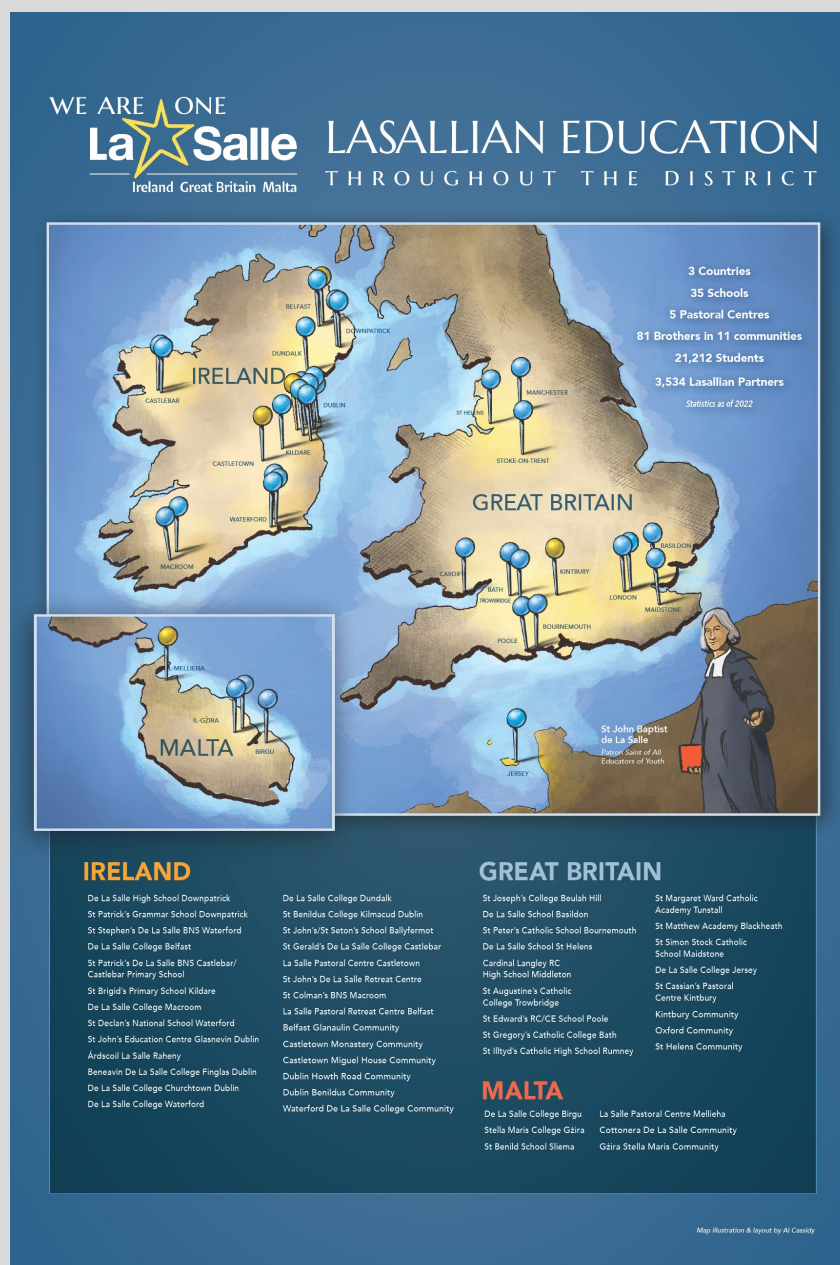 WE ARE ONE
La Salle
Ireland Great Britain Malta
LASALLIAN EDUCATION
THROUGHOUT THE DISTRICT
3 Countries
35 Schools
5 Pastoral Centres
81 Brothers in 11 communities
21,212 Students
3,534 Lasallian Partners
Statistics as of 2022
BELFAST
DOWNPATRICK
DUNDALK
IRELAND
CASTLEBAR
DUBLIN
KILDARE
CASTLETOWN
WATERFORD
MACROOM
MANCHESTER
ST HELENS
STOKE-ON-TRENT
GREAT BRITAIN
CARDIFF
BATH
TROWBRIDGE
KINTBURY
BASILDON
LONDON
MAIDSTONE
BOURNEMOUTH
POOLE
JERSEY
IL-MELLIEĦA
IL-GŻIRA
MALTA
BIRGU
St John Baptist
de La Salle
Patron Saint of All
Educators of Youth
IRELAND
De La Salle High School Downpatrick
St Patrick's Grammar School Downpatrick
St Stephen's De La Salle BNS Waterford
De La Salle College Belfast
St Patrick's De La Salle BNS Castlebar/
Castlebar Primary School
St Brigid's Primary School Kildare
De La Salle College Macroom
St Declan's National School Waterford
St John's Education Centre Glasnevin Dublin
Árdscoil La Salle Raheny
Beneavin De La Salle College Finglas Dublin
De La Salle College Churchtown Dublin
De La Salle College Waterford
De La Salle College Dundalk
St Benildus College Kilmacud Dublin
St John's/St Seton's School Ballyfermot
St Gerald's De La Salle College Castlebar
La Salle Pastoral Centre Castletown
St John's De La Salle Retreat Centre
St Colman's BNS Macroom
La Salle Pastoral Retreat Centre Belfast
Belfast Glanaulin Community
Castletown Monastery Community
Castletown Miguel House Community
Dublin Howth Road Community
Dublin Benildus Community
Waterford De La Salle College Community
GREAT BRITAIN
St Joseph's College Beulah Hill
De La Salle School Basildon
St Peter's Catholic School Bournemouth
De La Salle School St Helens
Cardinal Langley RC
High School Middleton
St Augustine's Catholic
College Trowbridge
St Edward's RC/CE School Poole
St Gregory's Catholic College Bath
St Illtyd's Catholic High School Rumney
St Margaret Ward Catholic
Academy Tunstall
St Matthew Academy Blackheath
St Simon Stock Catholic
School Maidstone
De La Salle College Jersey
St Cassian's Pastoral
Centre Kintbury
Kintbury Community
Oxford Community
St Helens Community
MALTA
De La Salle College Birgu
Stella Maris College Gżira
St Benild School Sliema
La Salle Pastoral Centre Mellieha
Cottonera De La Salle Community
Gżira Stella Maris Community
Map illustration & layout by Al Cassidy